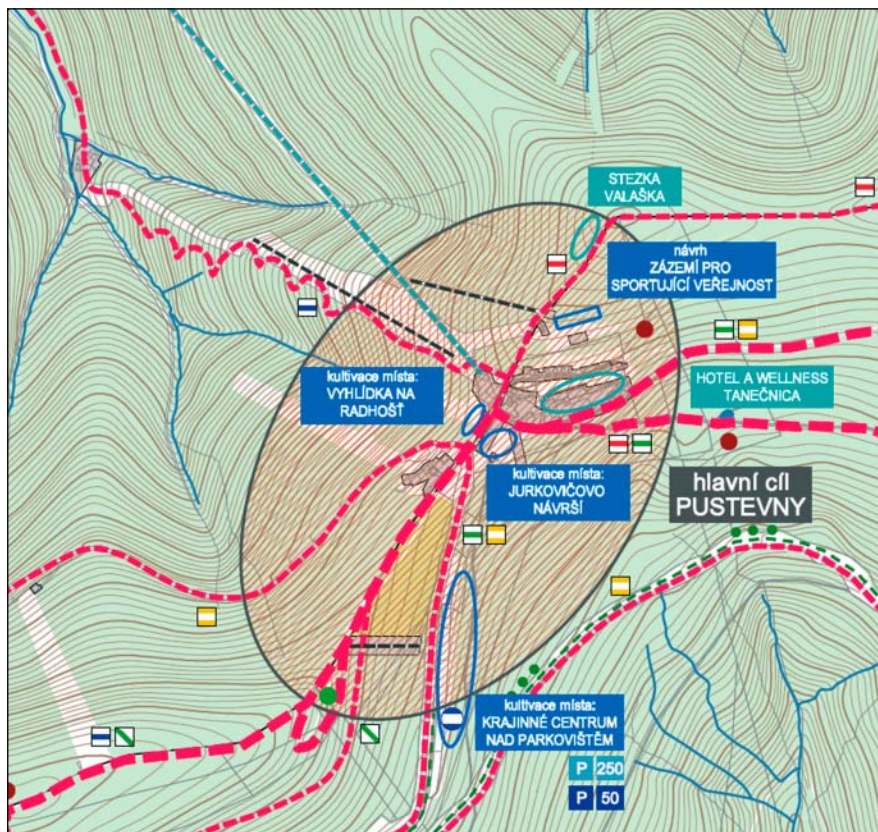 STEZKA
VALAŠKA
návrh
ZÁZEMÍ PRO
SPORTUJÍCÍ VEŘEJNOST
kultivace místa:
VYHLÍDKA NA
RADHOŠŤ
HOTEL A WELLNESS
TANEČNICA
kultivace místa:
JURKOVIČOVO
NÁVRŠÍ
hlavní cíl
PUSTEVNY
kultivace místa:
KRAJINNÉ CENTRUM
NAD PARKOVIŠTĚM
P 250
P 50